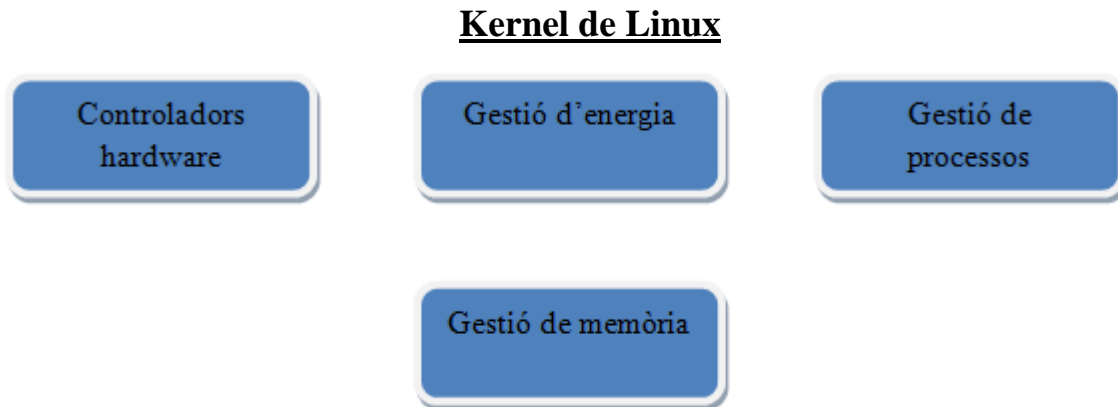 Kernel de Linux
Controladors
hardware
Gestió d'energia
Gestió de
processos
Gestió de memòria